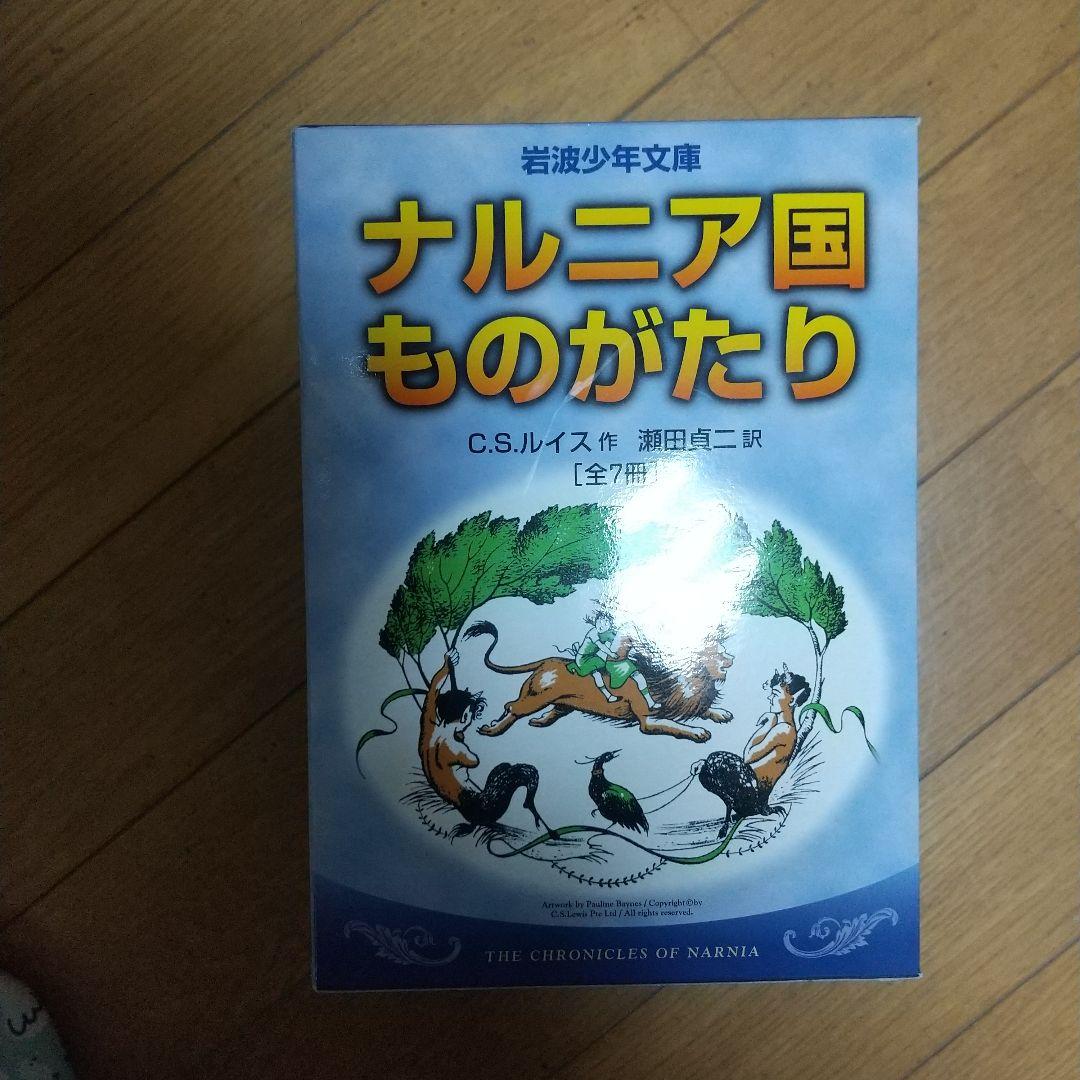 岩波少年文庫
ナルニア国
ものがたり
C.S.ルイス 作 瀬田貞二 訳
[全7冊]
Artwork by Pauline Baynes / Copyright©by
C.S.Lewis Pte Ltd / All rights reserved.
THE CHRONICLES OF NARNIA